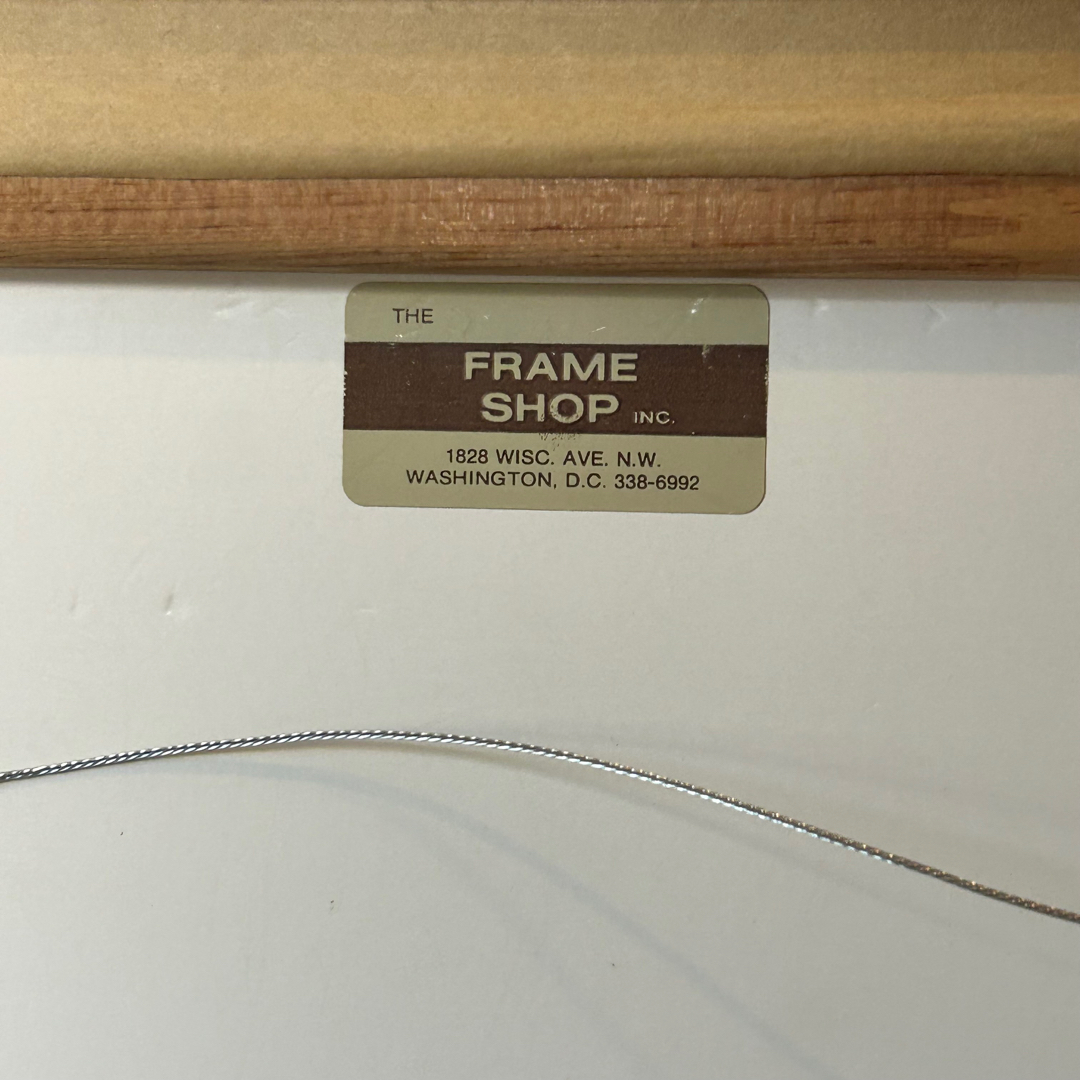 THE
FRAME
SHOP INC.
1828 WISC. AVE. N.W.
WASHINGTON, D.C. 338-6992